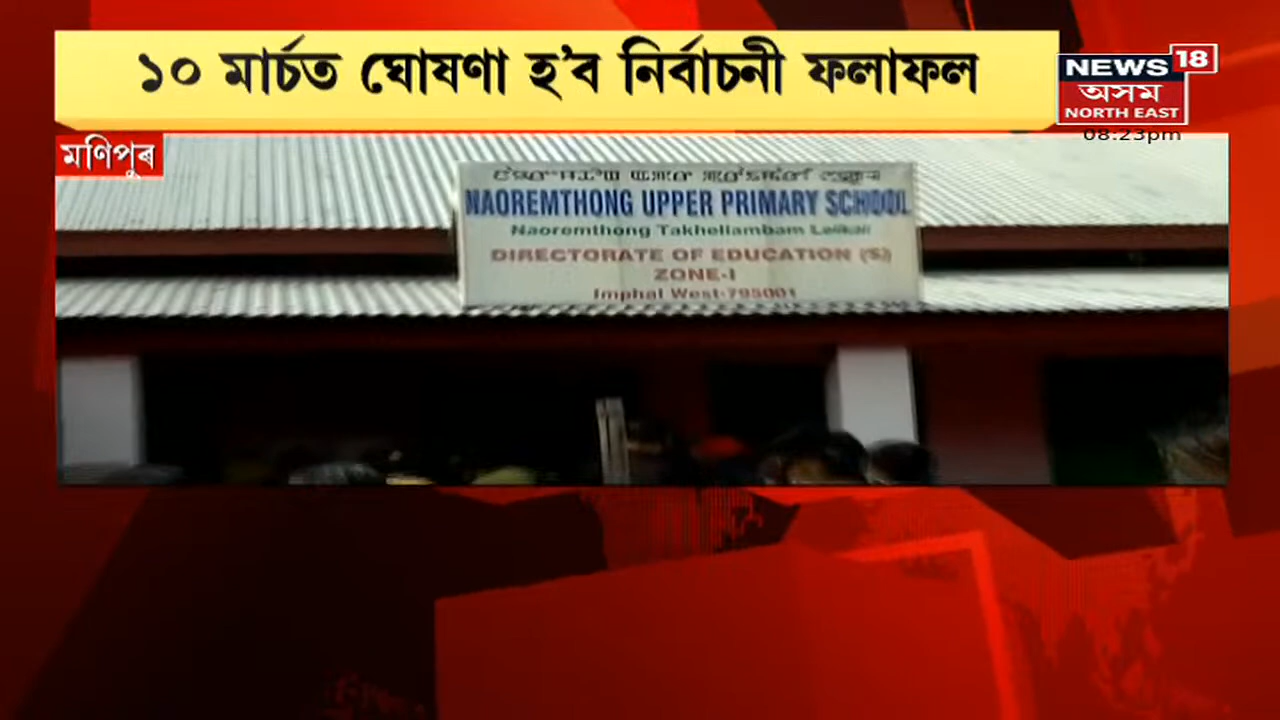 ১০ মাৰ্চত ঘোষণা হ'ব নিৰ্বাচনী ফলাফল
NEWS 18
অসম
NORTH EAST
08:23pm
মণিপুৰ
NAOREMTHONG UPPER PRIMARY SCHOOL
Naoremthong Takhellambam Leikai
DIRECTORATE OF EDUCATION (S)
ZONE-I
Imphal West-795001